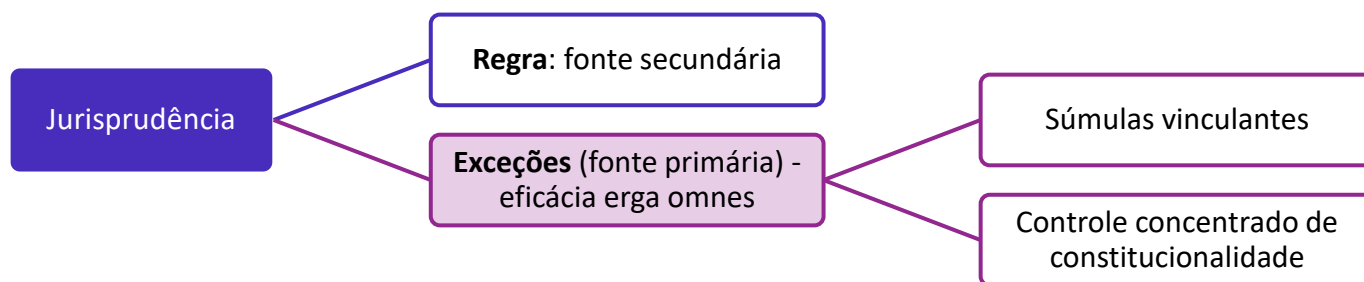 Jurisprudência
Regra: fonte secundária
Exceções (fonte primária) -
eficácia erga omnes
Súmulas vinculantes
Controle concentrado de
constitucionalidade